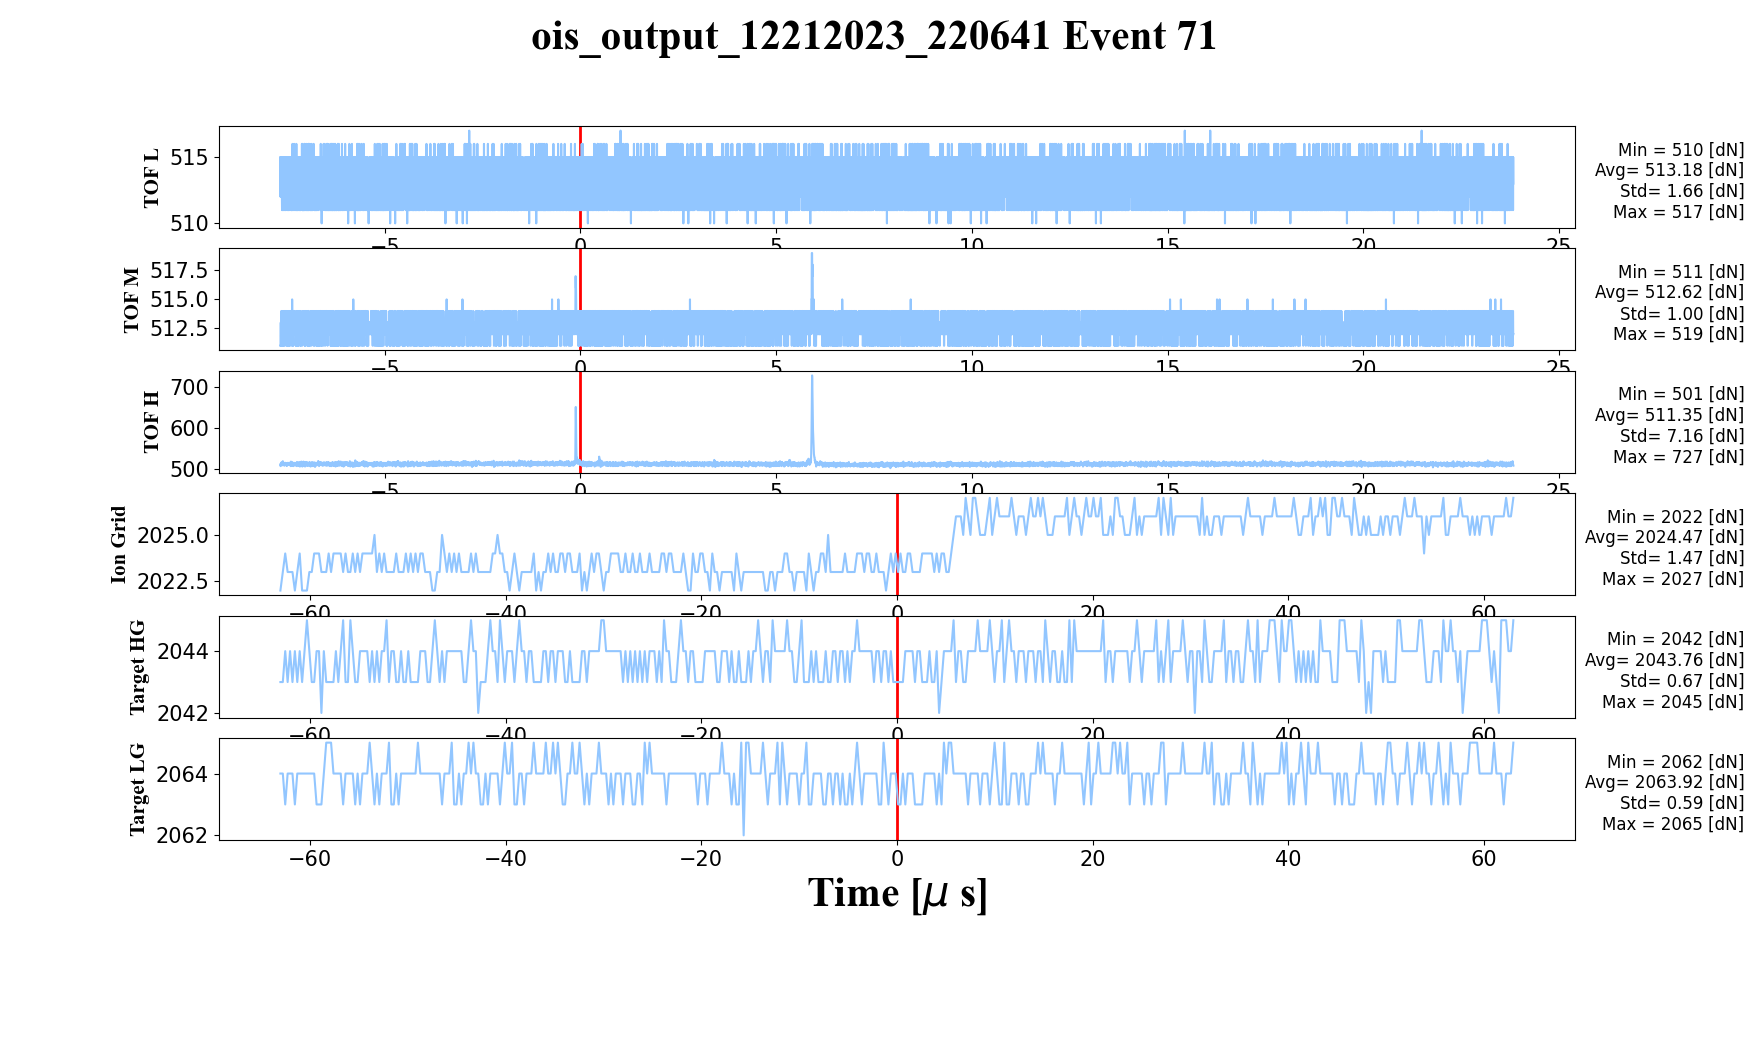 ois_output_12212023_220641 Event 71
TOF L
515
510
Min = 510 [dN]
Avg= 513.18 [dN]
Std= 1.66 [dN]
Max = 517 [dN]
−5 0 5 10 15 20 25
TOF M
517.5
515.0
512.5
Min = 511 [dN]
Avg= 512.62 [dN]
Std= 1.00 [dN]
Max = 519 [dN]
−5 0 5 10 15 20 25
TOF H
700
600
500
Min = 501 [dN]
Avg= 511.35 [dN]
Std= 7.16 [dN]
Max = 727 [dN]
−5 0 5 10 15 20 25
Ion Grid
2025.0
2022.5
Min = 2022 [dN]
Avg= 2024.47 [dN]
Std= 1.47 [dN]
Max = 2027 [dN]
−60 −40 −20 0 20 40 60
Target HG
2044
2042
Min = 2042 [dN]
Avg= 2043.76 [dN]
Std= 0.67 [dN]
Max = 2045 [dN]
−60 −40 −20 0 20 40 60
Target LG
2064
2062
Min = 2062 [dN]
Avg= 2063.92 [dN]
Std= 0.59 [dN]
Max = 2065 [dN]
−60 −40 −20 0 20 40 60
Time [μ s]